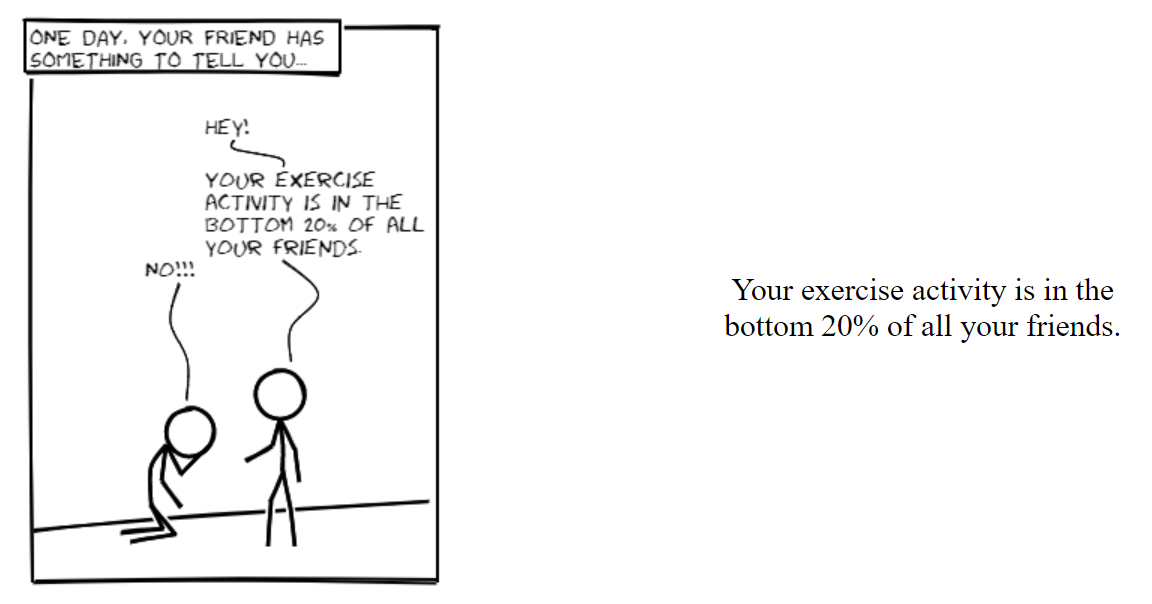 ONE DAY, YOUR FRIEND HAS
SOMETHING TO TELL YOU...
HEY!
YOUR EXERCISE
ACTIVITY IS IN THE
BOTTOM 20% OF ALL
YOUR FRIENDS.
NO!!!
Your exercise activity is in the
bottom 20% of all your friends.